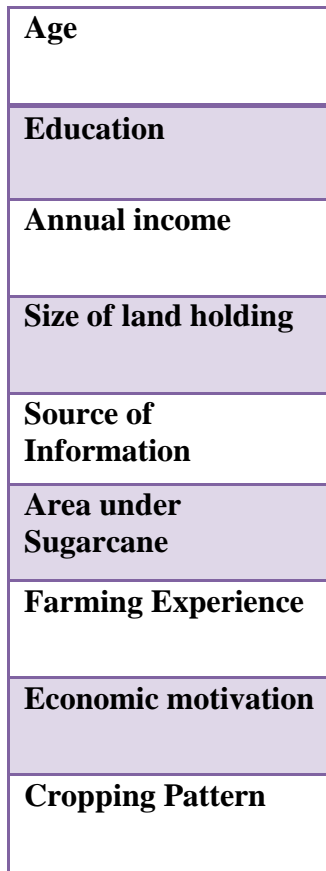 Age
Education
Annual income
Size of land holding
Source of
Information
Area under
Sugarcane
Farming Experience
Economic motivation
Cropping Pattern